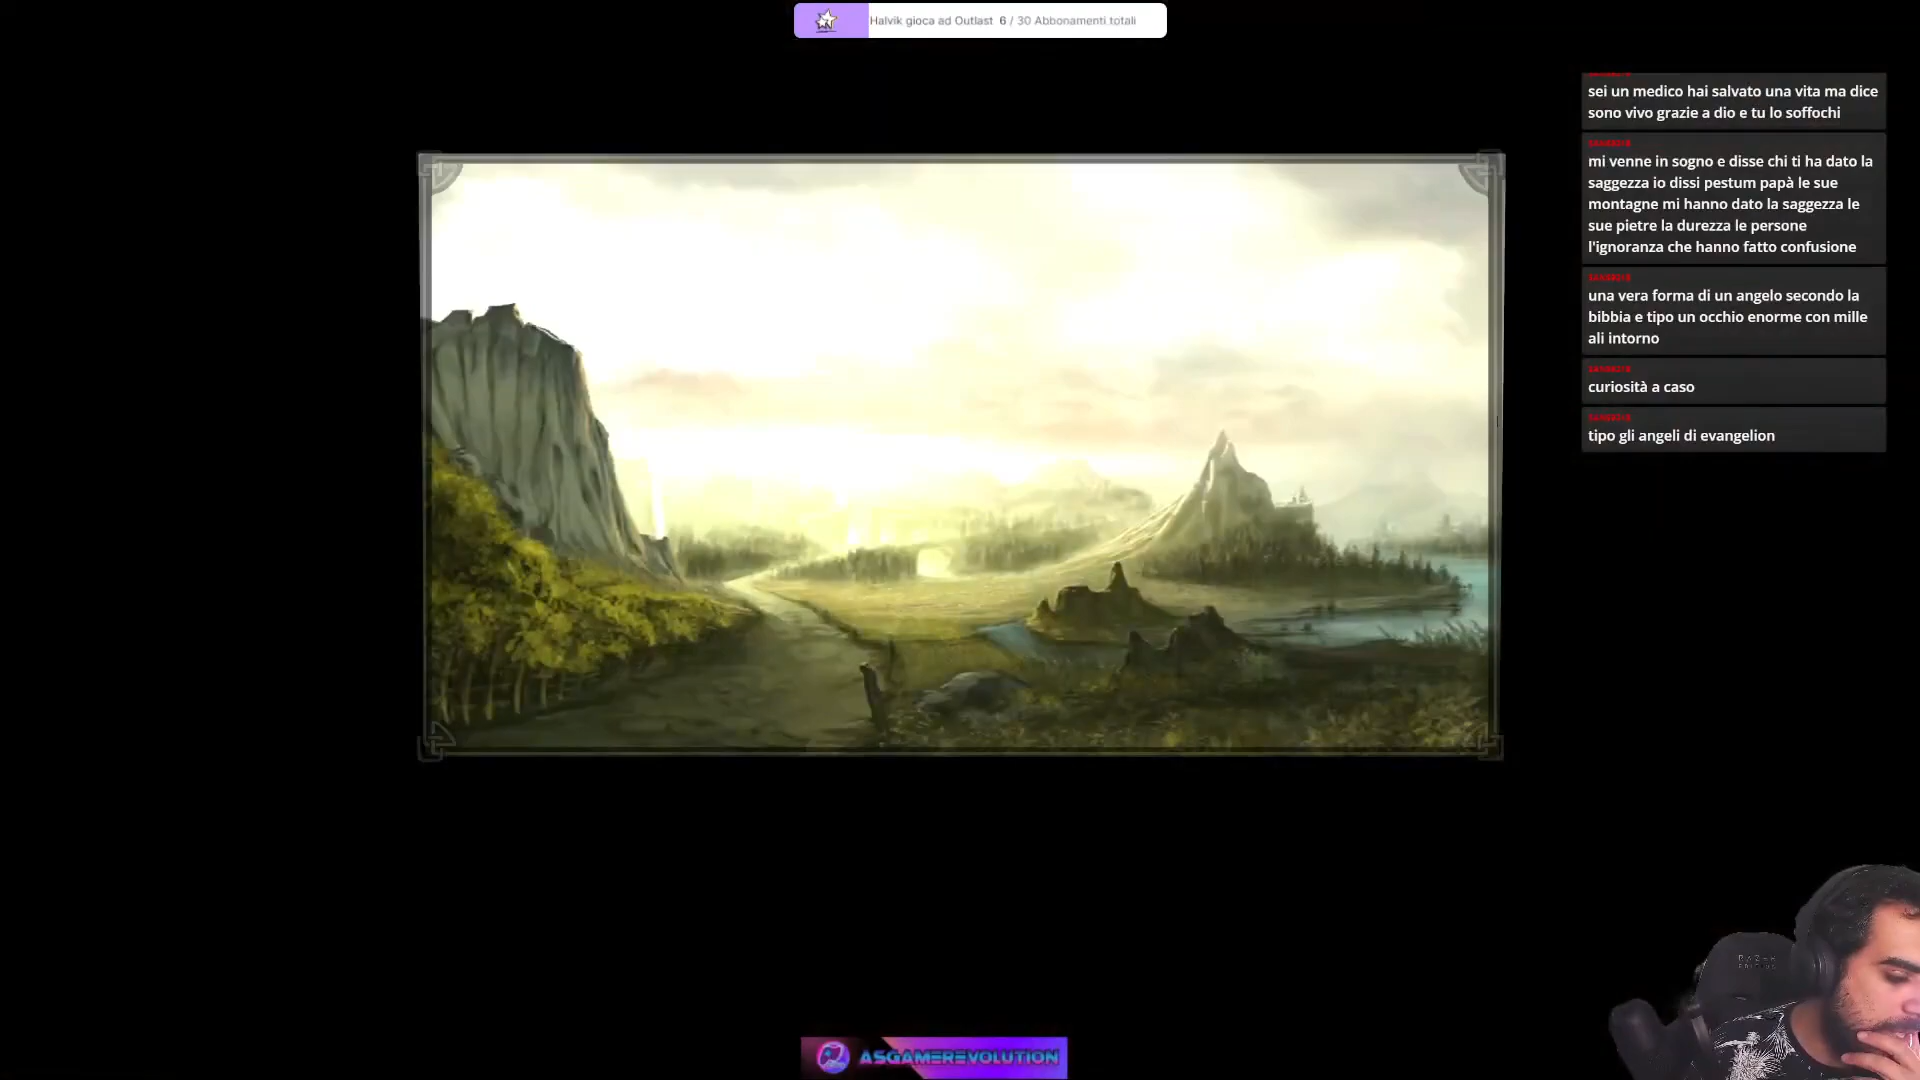 Halvik gioca ad Outlast 6 / 30 Abbonamenti totali
sei un medico hai salvato una vita ma dice
sono vivo grazie a dio e tu lo soffochi
mi venne in sogno e disse chi ti ha dato la
saggezza io dissi pestum papà le sue
montagne mi hanno dato la saggezza le
sue pietre la durezza le persone
l'ignoranza che hanno fatto confusione
una vera forma di un angelo secondo la
bibbia e tipo un occhio enorme con mille
ali intorno
curiosità a caso
tipo gli angeli di evangelion
RAZER
ASGAMEREVOLUTION